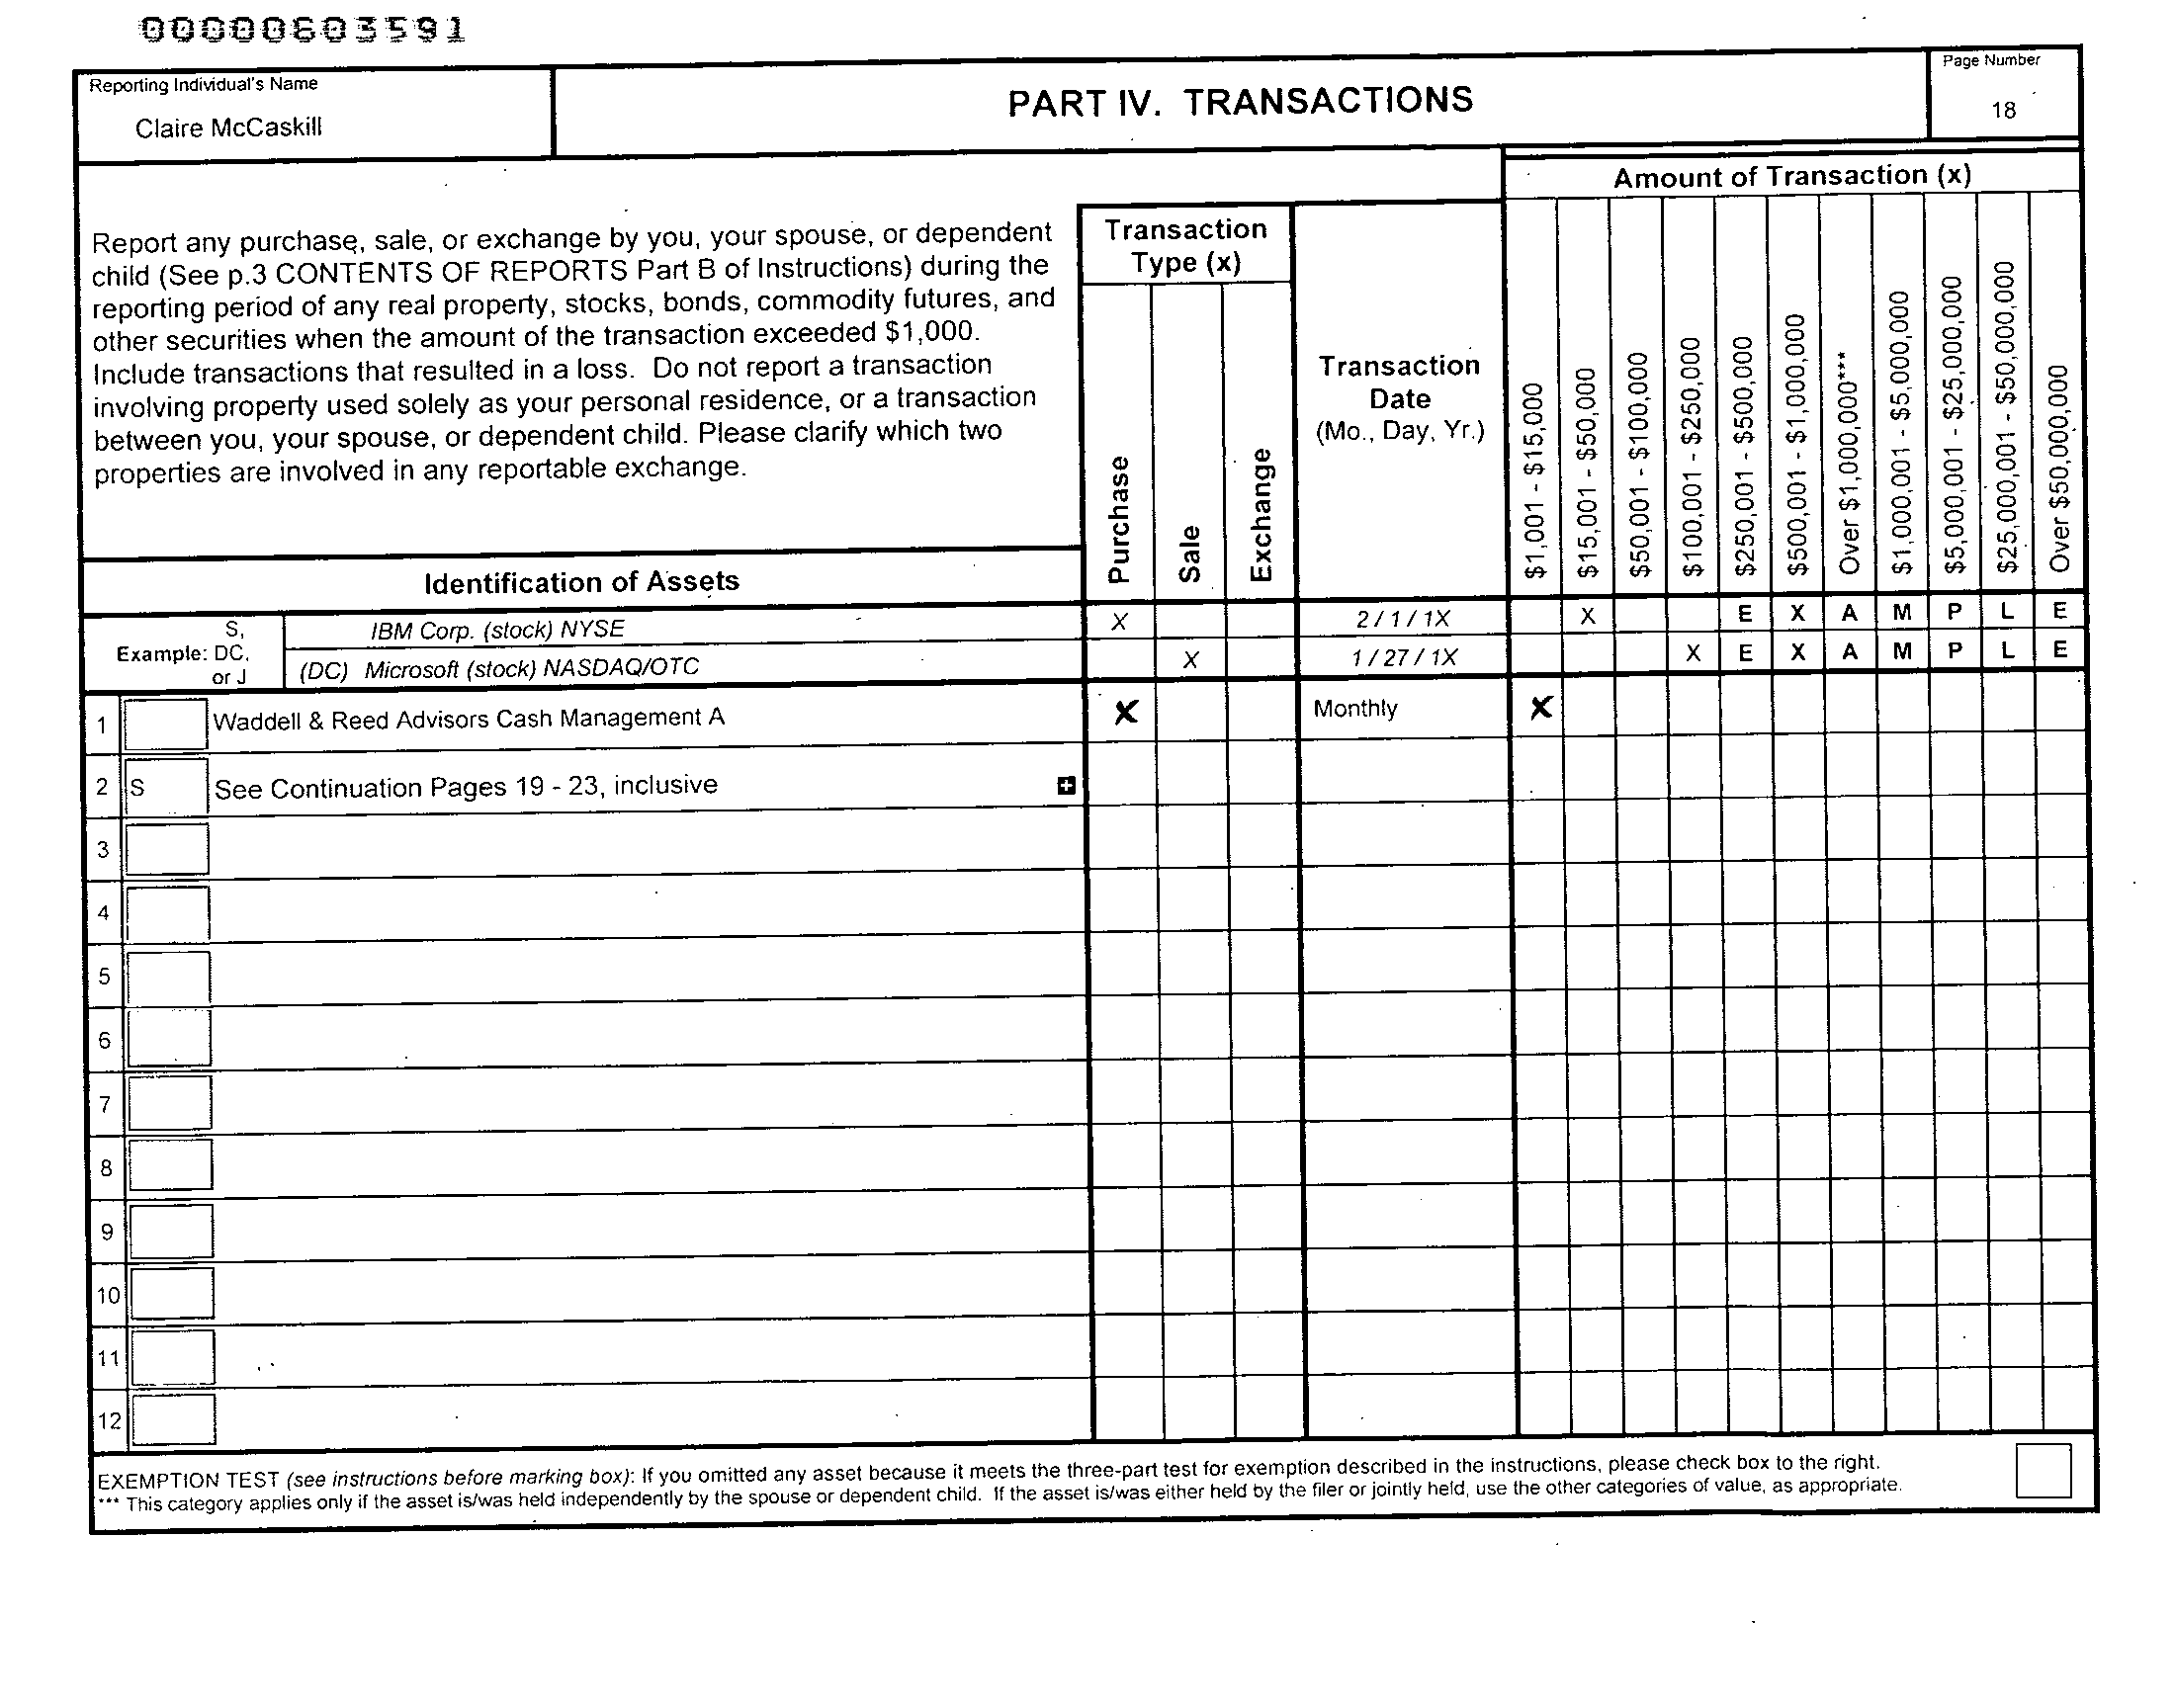 00000803591
Reporting Individual's Name
Claire McCaskill
PART IV. TRANSACTIONS
Page Number
18
Amount of Transaction (x)
Report any purchase, sale, or exchange by you, your spouse, or dependent
child (See p.3 CONTENTS OF REPORTS Part B of Instructions) during the
reporting period of any real property, stocks, bonds, commodity futures, and
other securities when the amount of the transaction exceeded $1,000.
Include transactions that resulted in a loss. Do not report a transaction
involving property used solely as your personal residence, or a transaction
between you, your spouse, or dependent child. Please clarify which two
properties are involved in any reportable exchange.
Transaction
Type (x)
Purchase
Sale
Exchange
Transaction
Date
(Mo., Day, Yr.)
$1,001 - $15,000
$15,001 - $50,000
$50,001 - $100,000
$100,001 - $250,000
$250,001 - $500,000
$500,001 - $1,000,000
Over $1,000,000***
$1,000,001 - $5,000,000
$5,000,001 - $25,000,000
$25,000,001 - $50,000,000
Over $50,000,000
Identification of Assets
Example:
S,
DC,
or J
IBM Corp. (stock) NYSE X 2 / 1 / 1X X E X A M P L E
(DC) Microsoft (stock) NASDAQ/OTC X 1 / 27 / 1X X E X A M P L E
1 Waddell & Reed Advisors Cash Management A X Monthly X
2 S See Continuation Pages 19 - 23, inclusive +
3
4
5
6
7
8
9
10
11
12
EXEMPTION TEST (see instructions before marking box): If you omitted any asset because it meets the three-part test for exemption described in the instructions, please check box to the right.
*** This category applies only if the asset is/was held independently by the spouse or dependent child. If the asset is/was either held by the filer or jointly held, use the other categories of value, as appropriate.